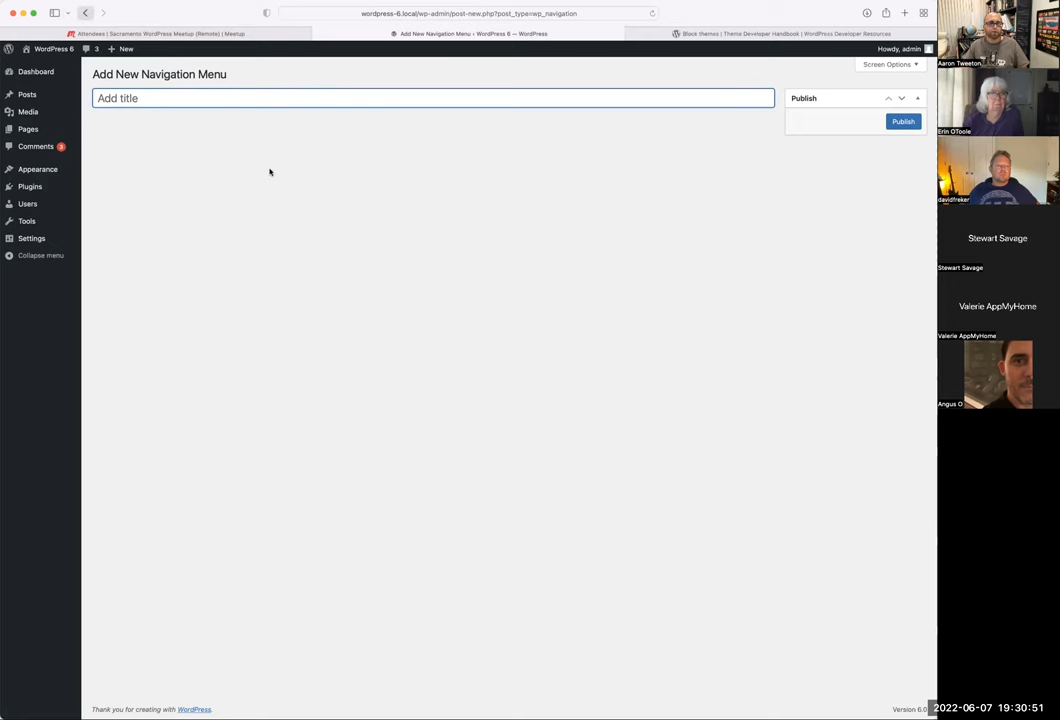 wordpress-6.local/wp-admin/post-new.php?post_type=wp_navigation
Attendees | Sacramento WordPress Meetup (Remote) | Meetup
Add New Navigation Menu ‹ WordPress 6 — WordPress
Block themes | Theme Developer Handbook | WordPress Developer Resources
WordPress 6
3
New
Howdy, admin
Dashboard
Posts
Media
Pages
Comments 3
Appearance
Plugins
Users
Tools
Settings
Collapse menu
Screen Options
Add New Navigation Menu
Add title
Publish
Publish
Thank you for creating with WordPress.
Version 6.0
Aaron Tweeton
Erin OToole
davidfreker
Stewart Savage
Stewart Savage
Valerie AppMyHome
Valerie AppMyHome
Angus O
2022-06-07 19:30:51